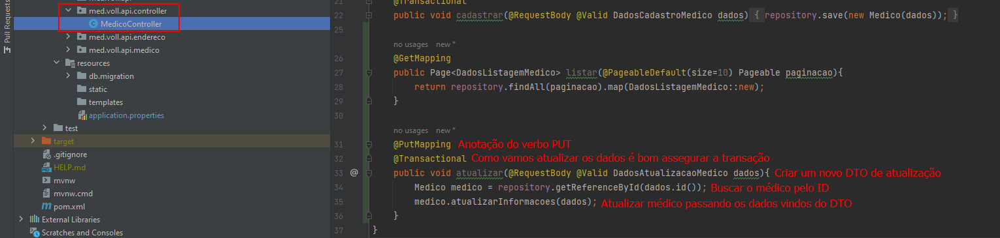 Pull Requests
med.voll.api.controller
MedicoController
med.voll.api.endereco
med.voll.api.medico
resources
db.migration
static
templates
application.properties
test
target
.gitignore
HELP.md
mvnw
mvnw.cmd
pom.xml
External Libraries
Scratches and Consoles
21 @Transactional
22 public void cadastrar(@RequestBody @Valid DadosCadastroMedico dados) { repository.save(new Medico(dados)); }
25
no usages new *
26 @GetMapping
27 public Page<DadosListagemMedico> listar(@PageableDefault(size=10) Pageable paginacao){
28 return repository.findAll(paginacao).map(DadosListagemMedico::new);
29 }
30
no usages new *
31 @PutMapping Anotação do verbo PUT
32 @Transactional Como vamos atualizar os dados é bom assegurar a transação
33 @ public void atualizar(@RequestBody @Valid DadosAtualizacaoMedico dados){ Criar um novo DTO de atualização
34 Medico medico = repository.getReferenceById(dados.id()); Buscar o médico pelo ID
35 medico.atualizarInformacoes(dados); Atualizar médico passando os dados vindos do DTO
36 }
37 }